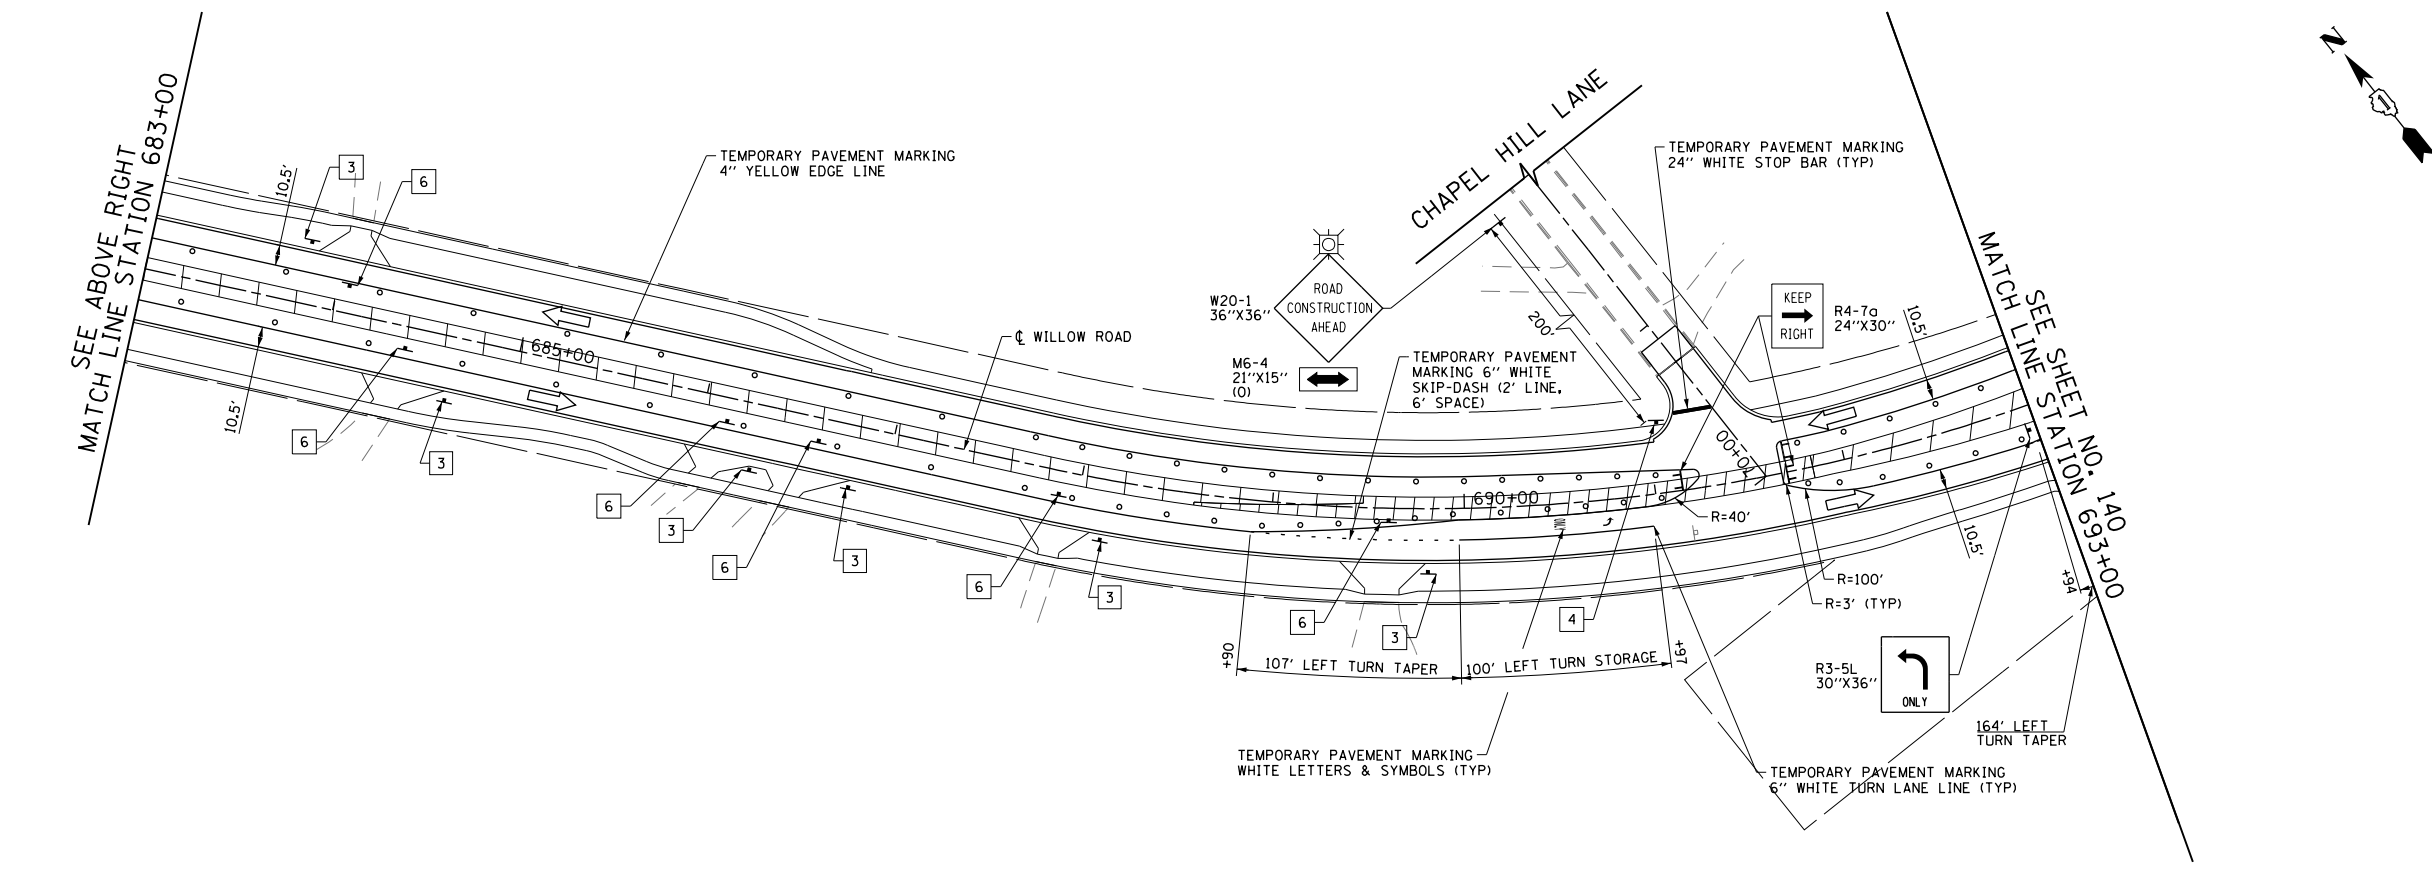 SEE ABOVE RIGHT
MATCH LINE STATION 683+00
10.5'
3
6
TEMPORARY PAVEMENT MARKING
4" YELLOW EDGE LINE
685+00
℄ WILLOW ROAD
10.5'
6
3
6
3
6
3
6
3
6
3
4
CHAPEL HILL LANE
W20-1
36"X36"
ROAD
CONSTRUCTION
AHEAD
M6-4
21"X15"
(O)
200'
TEMPORARY PAVEMENT
MARKING 6" WHITE
SKIP-DASH (2' LINE,
6' SPACE)
TEMPORARY PAVEMENT MARKING
24" WHITE STOP BAR (TYP)
KEEP
RIGHT
R4-7a
24"X30"
10.5'
N
1
690+00
R=40'
R=100'
R=3' (TYP)
10.5'
+90
107' LEFT TURN TAPER
100' LEFT TURN STORAGE
+97
+94
R3-5L
30"X36"
ONLY
164' LEFT
TURN TAPER
TEMPORARY PAVEMENT MARKING
WHITE LETTERS & SYMBOLS (TYP)
TEMPORARY PAVEMENT MARKING
6" WHITE TURN LANE LINE (TYP)
SEE SHEET NO. 140
MATCH LINE STATION 693+00